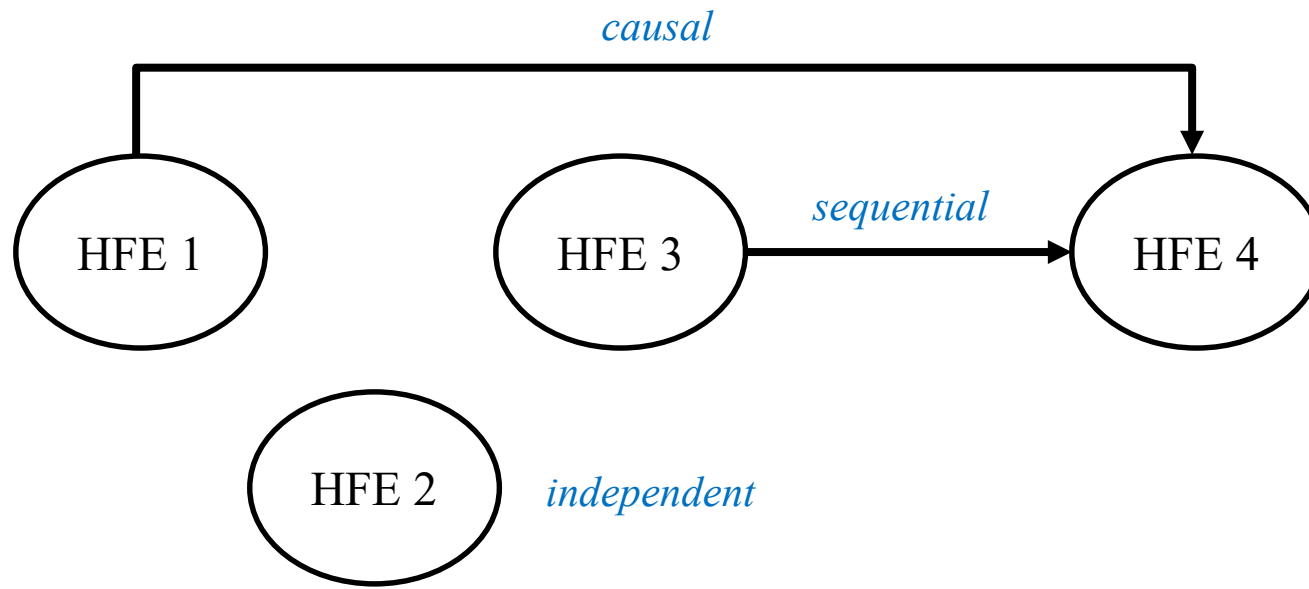 causal
HFE 1
HFE 3
sequential
HFE 4
HFE 2
independent